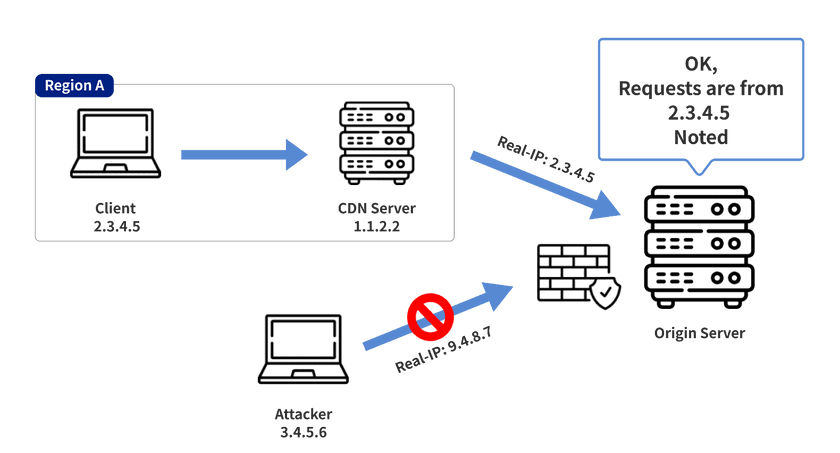 Region A
Client
2.3.4.5
CDN Server
1.1.2.2
Real-IP: 2.3.4.5
OK,
Requests are from
2.3.4.5
Noted
Origin Server
Real-IP: 9.4.8.7
Attacker
3.4.5.6